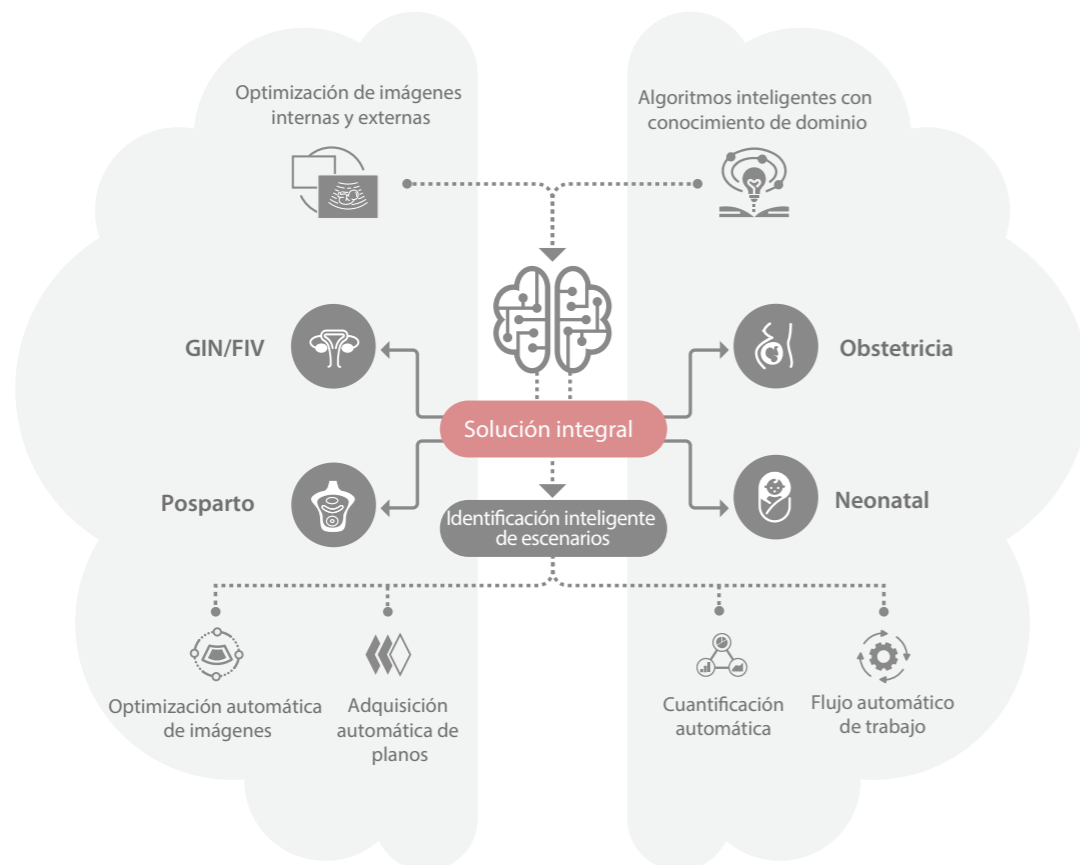 Optimización de imágenes
internas y externas
Algoritmos inteligentes con
conocimiento de dominio
GIN/FIV
Obstetricia
Solución integral
Posparto
Neonatal
Identificación inteligente
de escenarios
Optimización automática
de imágenes
Adquisición
automática de
planos
Cuantificación
automática
Flujo automático
de trabajo